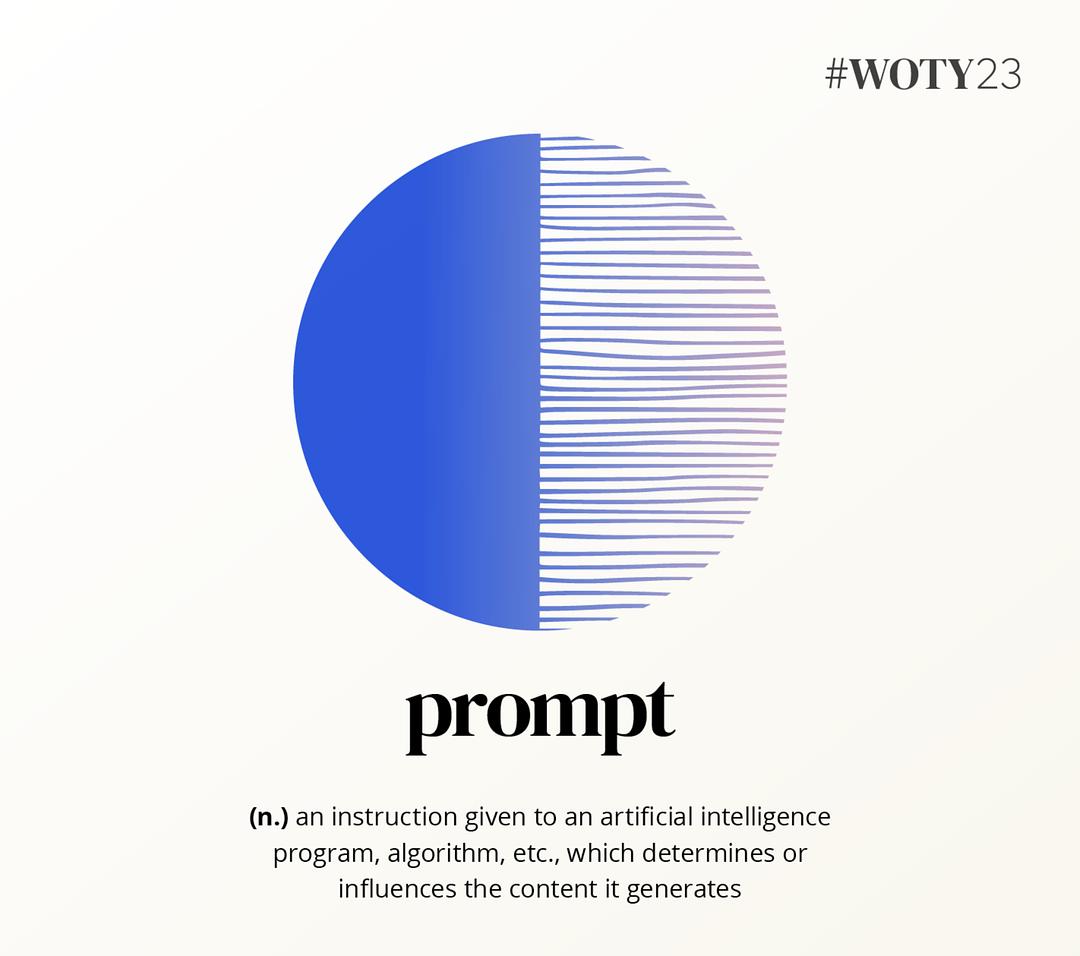 #WOTY23
prompt
(n.) an instruction given to an artificial intelligence
program, algorithm, etc., which determines or
influences the content it generates